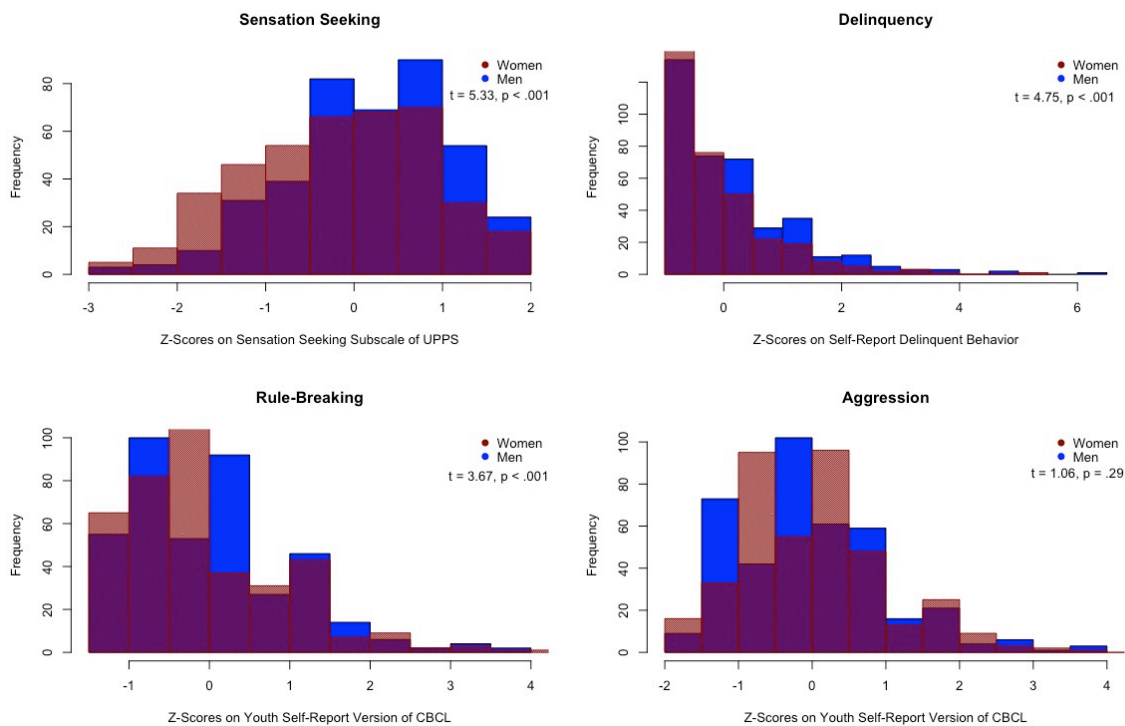 Sensation Seeking
Women
Men
t = 5.33, p < .001
Frequency
0
20
40
60
80
-3
-2
-1
0
1
2
Z-Scores on Sensation Seeking Subscale of UPPS
Delinquency
Women
Men
t = 4.75, p < .001
Frequency
0
20
40
60
80
100
0
2
4
6
Z-Scores on Self-Report Delinquent Behavior
Rule-Breaking
Women
Men
t = 3.67, p < .001
Frequency
0
20
40
60
80
100
-1
0
1
2
3
4
Z-Scores on Youth Self-Report Version of CBCL
Aggression
Women
Men
t = 1.06, p = .29
Frequency
0
20
40
60
80
100
-2
-1
0
1
2
3
4
Z-Scores on Youth Self-Report Version of CBCL